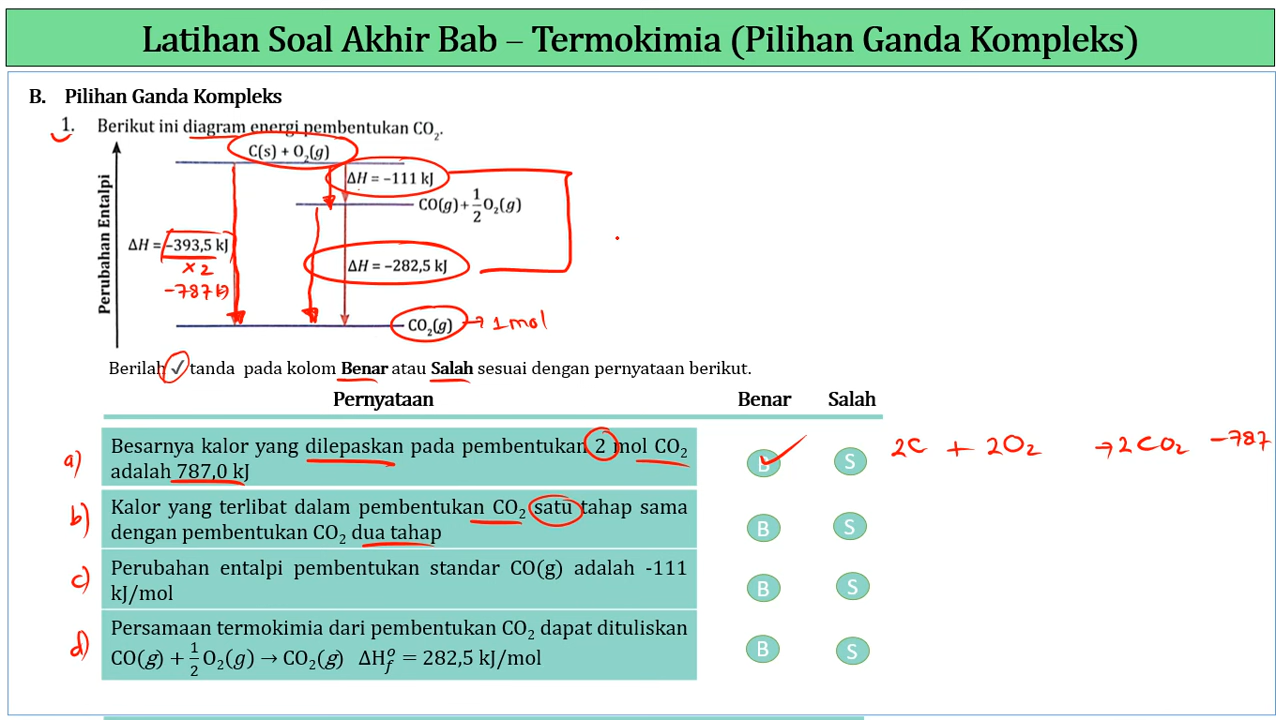 Latihan Soal Akhir Bab – Termokimia (Pilihan Ganda Kompleks)
B. Pilihan Ganda Kompleks
1. Berikut ini diagram energi pembentukan CO₂.
C(s) + O₂(g)
ΔH = −111 kJ
CO(g) + 1/2 O₂(g)
Perubahan Entalpi
ΔH = −393,5 kJ
x 2
-787 kJ
ΔH = −282,5 kJ
CO₂(g) → 1 mol
Berilah ✓ tanda pada kolom Benar atau Salah sesuai dengan pernyataan berikut.
Pernyataan Benar Salah
a) Besarnya kalor yang dilepaskan pada pembentukan 2 mol CO₂
adalah 787,0 kJ
B S
2C + 2O₂ → 2CO₂ -787
b) Kalor yang terlibat dalam pembentukan CO₂ satu tahap sama
dengan pembentukan CO₂ dua tahap
B S
c) Perubahan entalpi pembentukan standar CO(g) adalah -111
kJ/mol
B S
d) Persamaan termokimia dari pembentukan CO₂ dapat dituliskan
CO(g) + 1/2 O₂(g) → CO₂(g) ΔH°f = 282,5 kJ/mol
B S